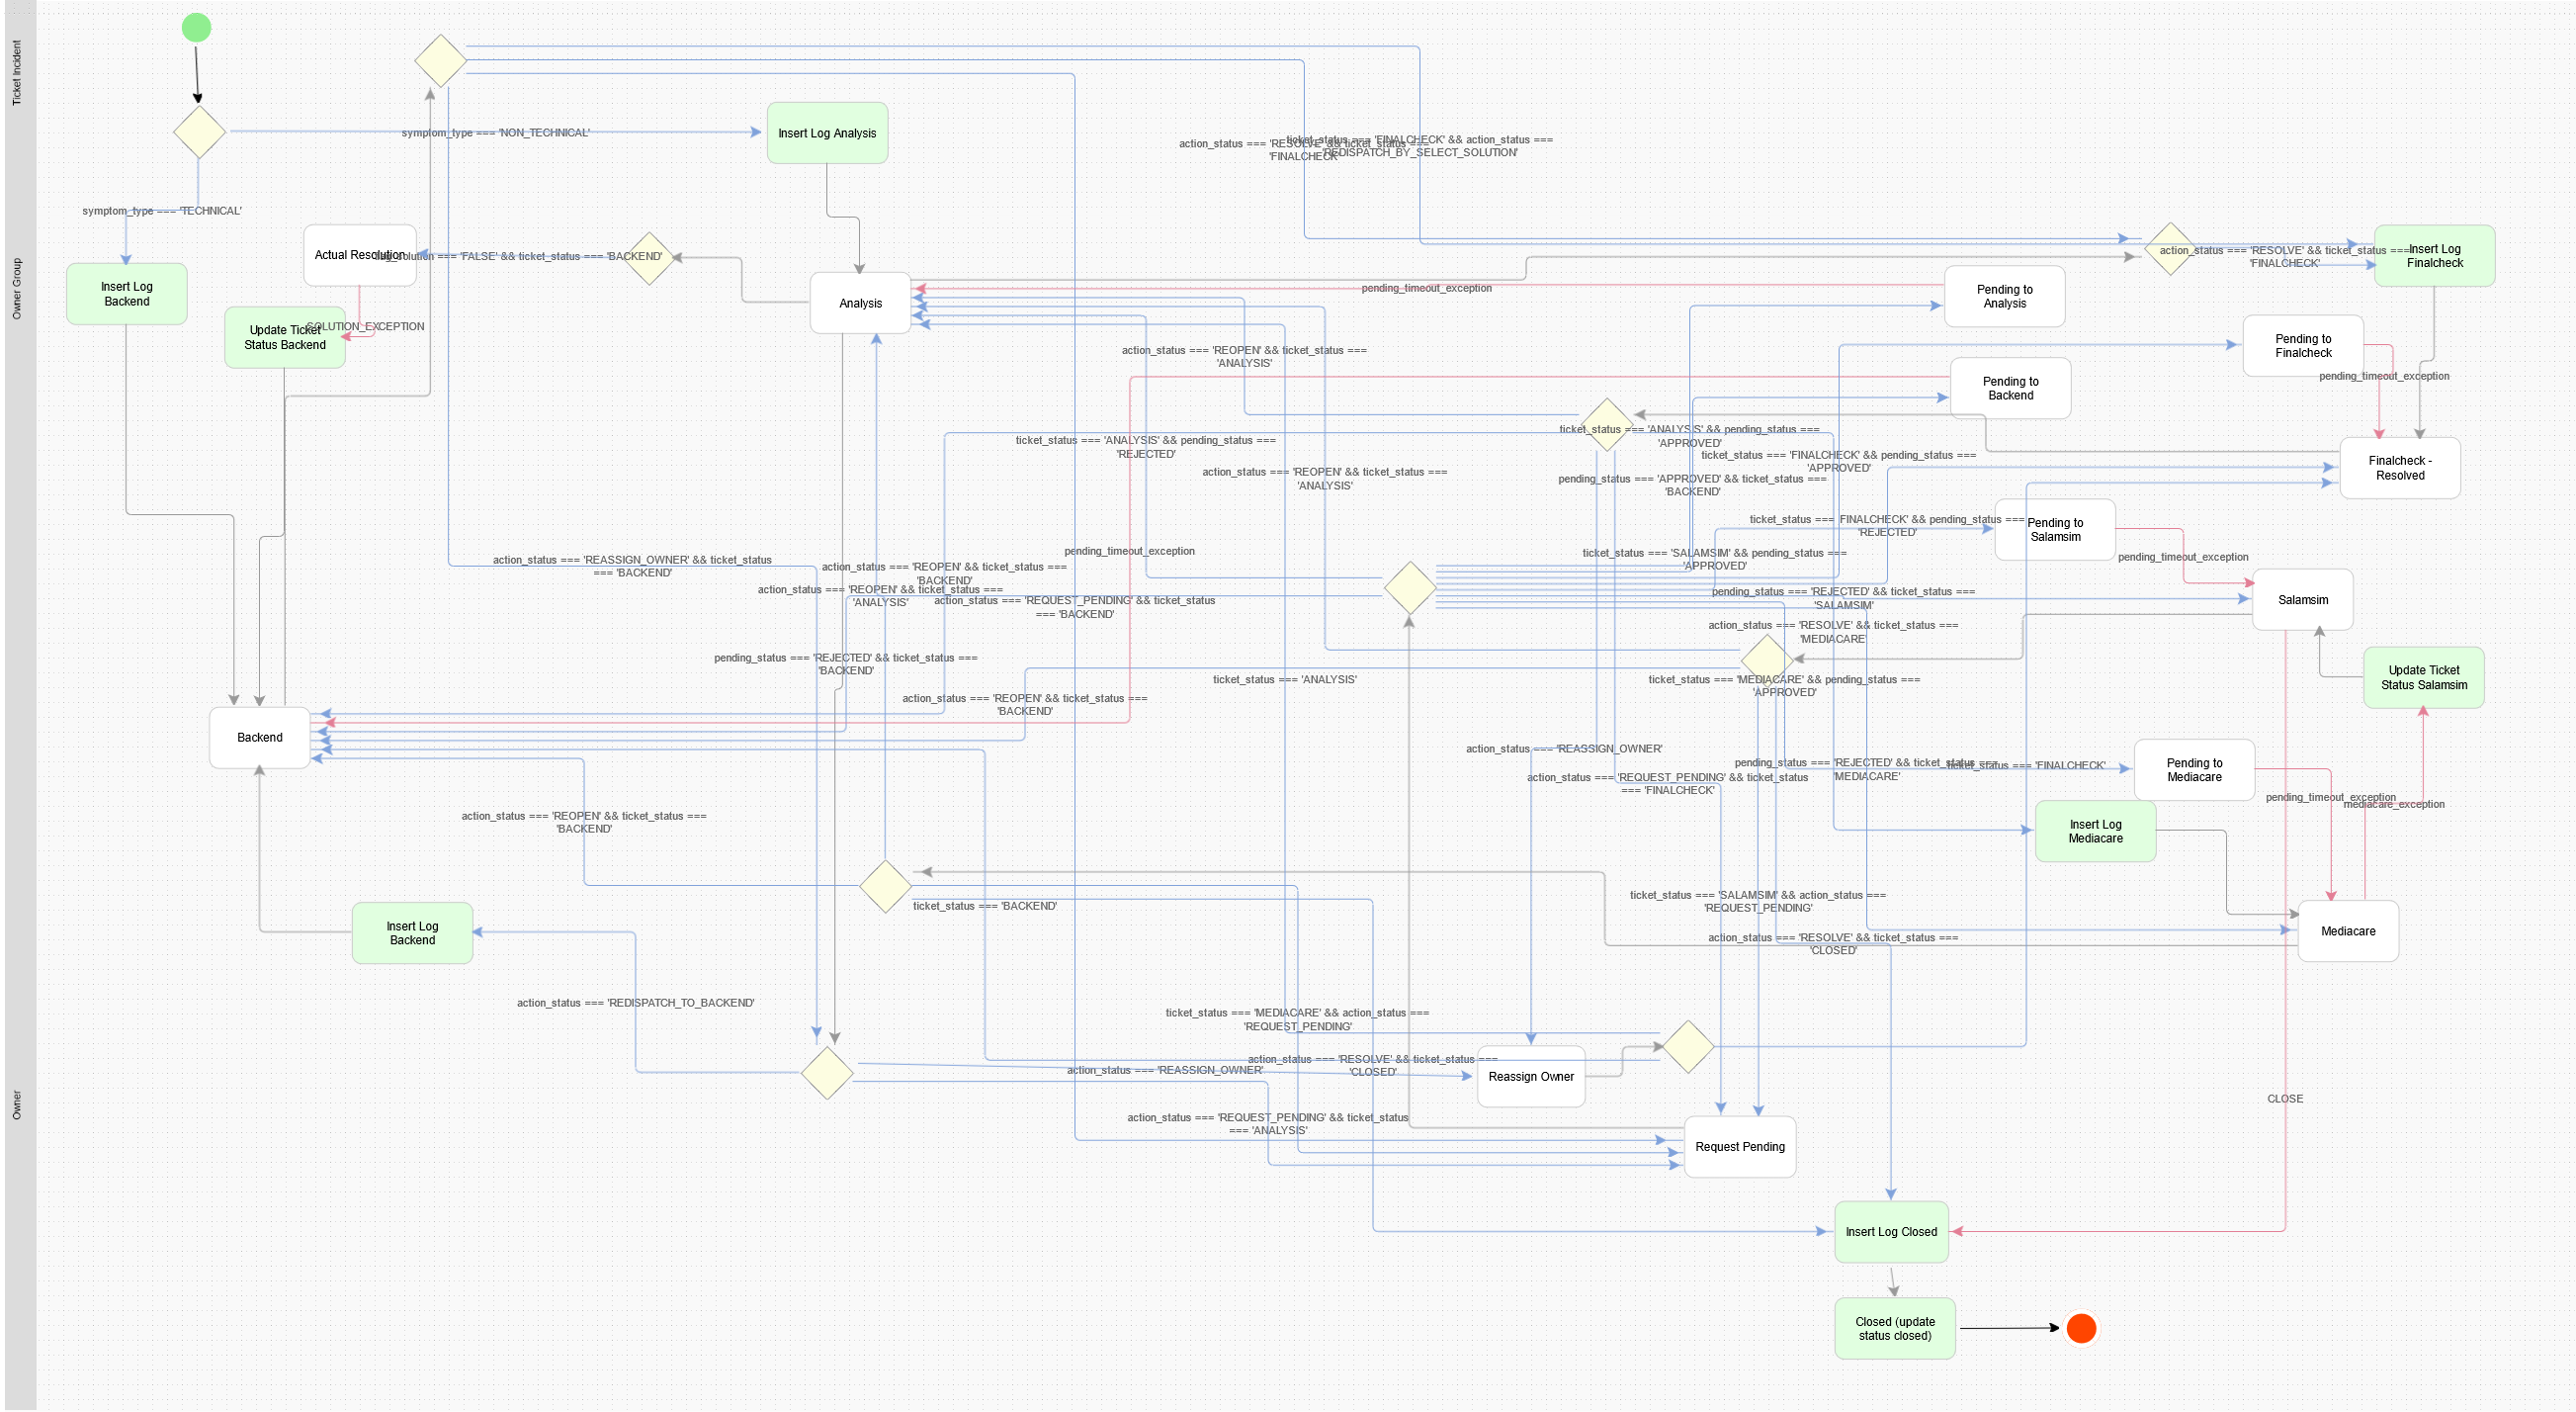 Ticket Incident
Owner Group
Owner
symptom_type === 'NON_TECHNICAL'
Insert Log Analysis
action_status === 'RESOLVE' && ticket_status ===
'FINALCHECK'
ticket_status === 'FINALCHECK' && action_status ===
'REDISPATCH_BY_SELECT_SOLUTION'
symptom_type === 'TECHNICAL'
Actual Resolution
solution === 'FALSE' && ticket_status === 'BACKEND'
action_status === 'RESOLVE' && ticket_status ===
'FINALCHECK'
Insert Log
Finalcheck
Insert Log
Backend
Update Ticket
Status Backend
SOLUTION_EXCEPTION
Analysis
pending_timeout_exception
Pending to
Analysis
Pending to
Finalcheck
pending_timeout_exception
action_status === 'REOPEN' && ticket_status ===
'ANALYSIS'
Pending to
Backend
ticket_status === 'ANALYSIS' && pending_status ===
'REJECTED'
ticket_status === 'ANALYSIS' && pending_status ===
'APPROVED'
ticket_status === 'FINALCHECK' && pending_status ===
'APPROVED'
Finalcheck -
Resolved
action_status === 'REOPEN' && ticket_status ===
'ANALYSIS'
pending_status === 'APPROVED' && ticket_status ===
'BACKEND'
ticket_status === 'FINALCHECK' && pending_status ===
'REJECTED'
Pending to
Salamsim
pending_timeout_exception
action_status === 'REASSIGN_OWNER' && ticket_status
=== 'BACKEND'
pending_timeout_exception
ticket_status === 'SALAMSIM' && pending_status ===
'APPROVED'
action_status === 'REOPEN' && ticket_status ===
'BACKEND'
action_status === 'REOPEN' && ticket_status ===
'ANALYSIS'
action_status === 'REQUEST_PENDING' && ticket_status
=== 'BACKEND'
pending_status === 'REJECTED' && ticket_status ===
'SALAMSIM'
Salamsim
action_status === 'RESOLVE' && ticket_status ===
'MEDIACARE'
pending_status === 'REJECTED' && ticket_status ===
'BACKEND'
ticket_status === 'ANALYSIS'
ticket_status === 'MEDIACARE' && pending_status ===
'APPROVED'
Update Ticket
Status Salamsim
action_status === 'REOPEN' && ticket_status ===
'BACKEND'
Backend
action_status === 'REASSIGN_OWNER'
pending_status === 'REJECTED' && ticket_status ===
'MEDIACARE'
ticket_status === 'FINALCHECK'
Pending to
Mediacare
action_status === 'REQUEST_PENDING' && ticket_status
=== 'FINALCHECK'
pending_timeout_exception
mediacare_exception
action_status === 'REOPEN' && ticket_status ===
'BACKEND'
Insert Log
Mediacare
ticket_status === 'BACKEND'
ticket_status === 'SALAMSIM' && action_status ===
'REQUEST_PENDING'
Insert Log
Backend
Mediacare
action_status === 'RESOLVE' && ticket_status ===
'CLOSED'
action_status === 'REDISPATCH_TO_BACKEND'
ticket_status === 'MEDIACARE' && action_status ===
'REQUEST_PENDING'
action_status === 'RESOLVE' && ticket_status ===
'CLOSED'
action_status === 'REASSIGN_OWNER'
Reassign Owner
CLOSE
action_status === 'REQUEST_PENDING' && ticket_status
=== 'ANALYSIS'
Request Pending
Insert Log Closed
Closed (update
status closed)